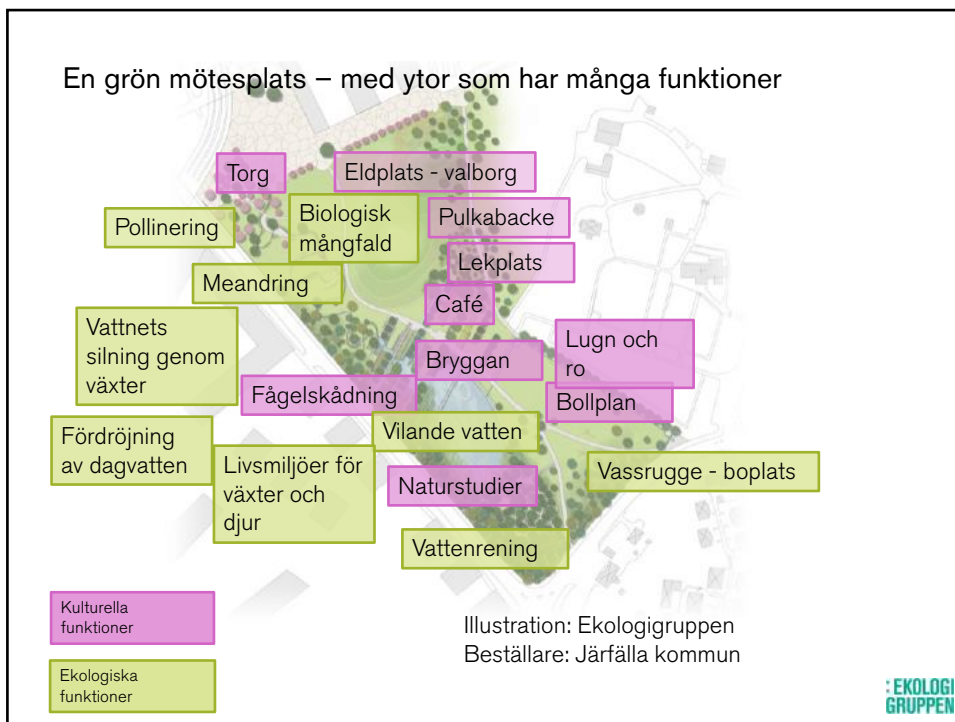 En grön mötesplats – med ytor som har många funktioner
Torg
Eldplats - valborg
Pollinering
Biologisk
mångfald
Pulkabacke
Meandring
Lekplats
Café
Vattnets
silning genom
växter
Bryggan
Lugn och
ro
Fågelskådning
Bollplan
Fördröjning
av dagvatten
Vilande vatten
Livsmiljöer för
växter och
djur
Naturstudier
Vassrugge - boplats
Vattenrening
Kulturella
funktioner
Ekologiska
funktioner
Illustration: Ekologigruppen
Beställare: Järfälla kommun
:EKOLOGI
GRUPPEN